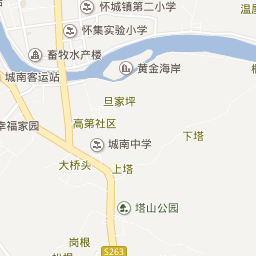 怀城镇第二小学
温
怀集实验小学
畜牧水产楼
黄金海岸
城南客运站
旦家坪
高第社区
幸福家园
城南中学
下塔
大桥头
上塔
塔山公园
岗根
S263